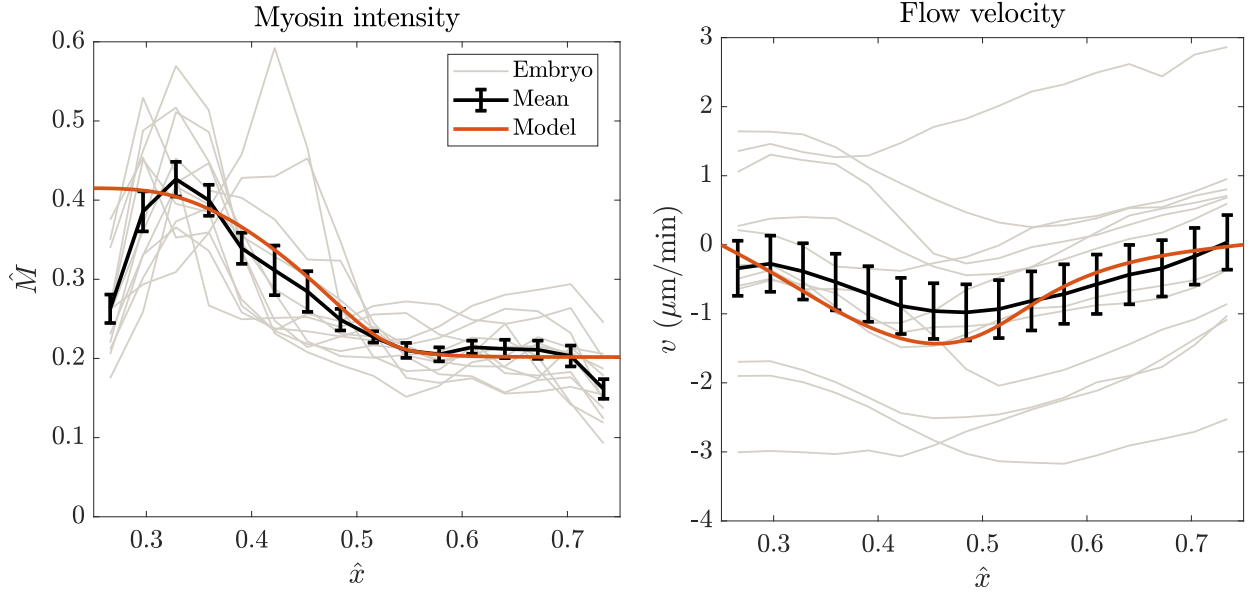 Myosin intensity
0.6
0.5
0.4
0.3
0.2
0.1
0
M̂
Embryo
Mean
Model
0.3 0.4 0.5 0.6 0.7
x̂
Flow velocity
3
2
1
0
-1
-2
-3
-4
v (μm/min)
0.3 0.4 0.5 0.6 0.7
x̂